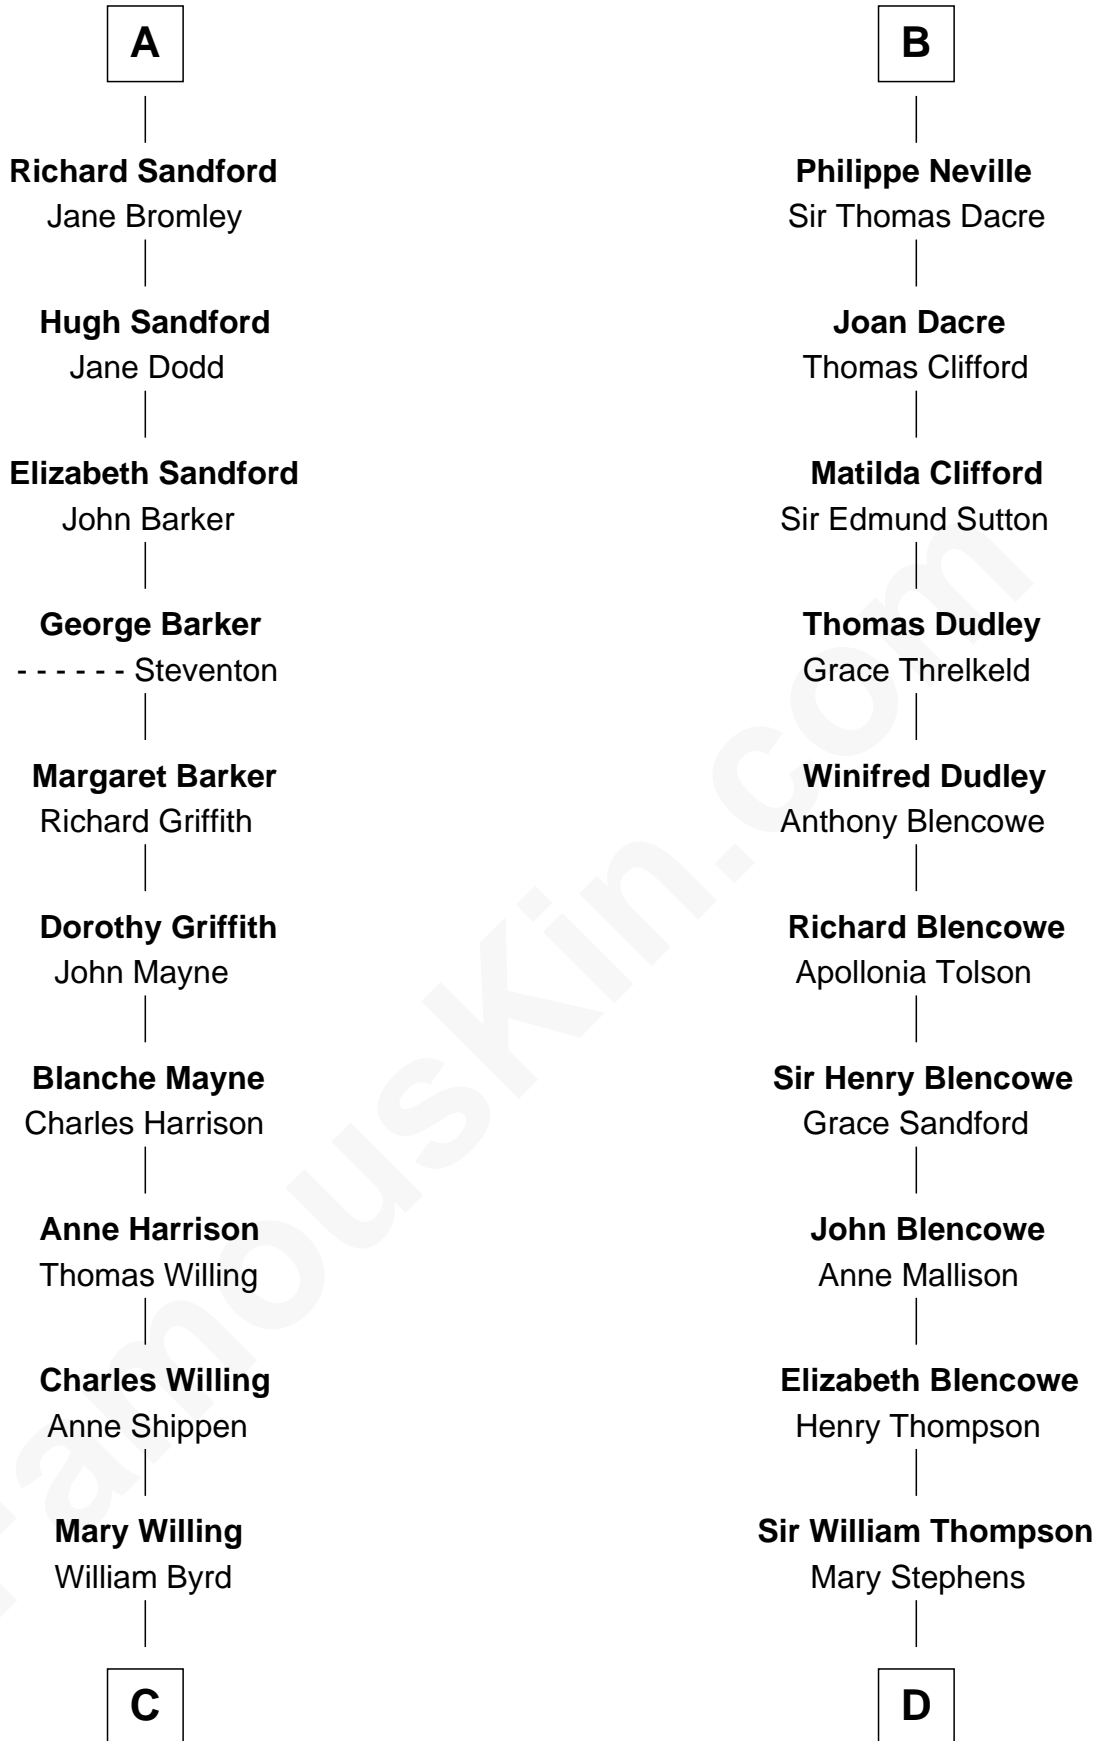 A
Richard Sandford
Jane Bromley
Hugh Sandford
Jane Dodd
Elizabeth Sandford
John Barker
George Barker
- - - - - - Steventon
Margaret Barker
Richard Griffith
Dorothy Griffith
John Mayne
Blanche Mayne
Charles Harrison
Anne Harrison
Thomas Willing
Charles Willing
Anne Shippen
Mary Willing
William Byrd
C
B
Philippe Neville
Sir Thomas Dacre
Joan Dacre
Thomas Clifford
Matilda Clifford
Sir Edmund Sutton
Thomas Dudley
Grace Threlkeld
Winifred Dudley
Anthony Blencowe
Richard Blencowe
Apollonia Tolson
Sir Henry Blencowe
Grace Sandford
John Blencowe
Anne Mallison
Elizabeth Blencowe
Henry Thompson
Sir William Thompson
Mary Stephens
D
FamousKin.com